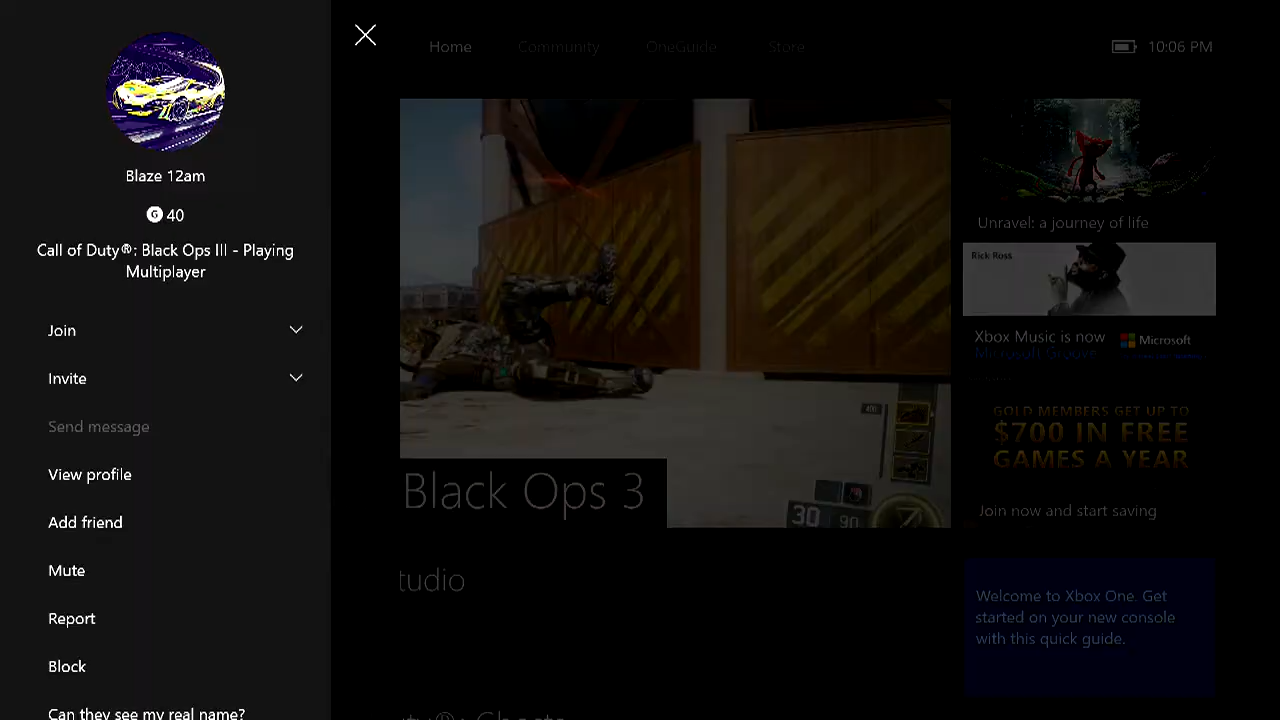 Blaze 12am
G 40
Call of Duty®: Black Ops III - Playing
Multiplayer
Join
Invite
Send message
View profile
Add friend
Mute
Report
Block
Can they see my real name?
Home
Community
OneGuide
Store
10:06 PM
400
30
90
Black Ops 3
tudio
uty®: Ghosts
Unravel: a journey of life
Rick Ross
Xbox Music is now
Microsoft Groove
Microsoft
GOLD MEMBERS GET UP TO
$700 IN FREE
GAMES A YEAR
Join now and start saving
Welcome to Xbox One. Get
started on your new console
with this quick guide.